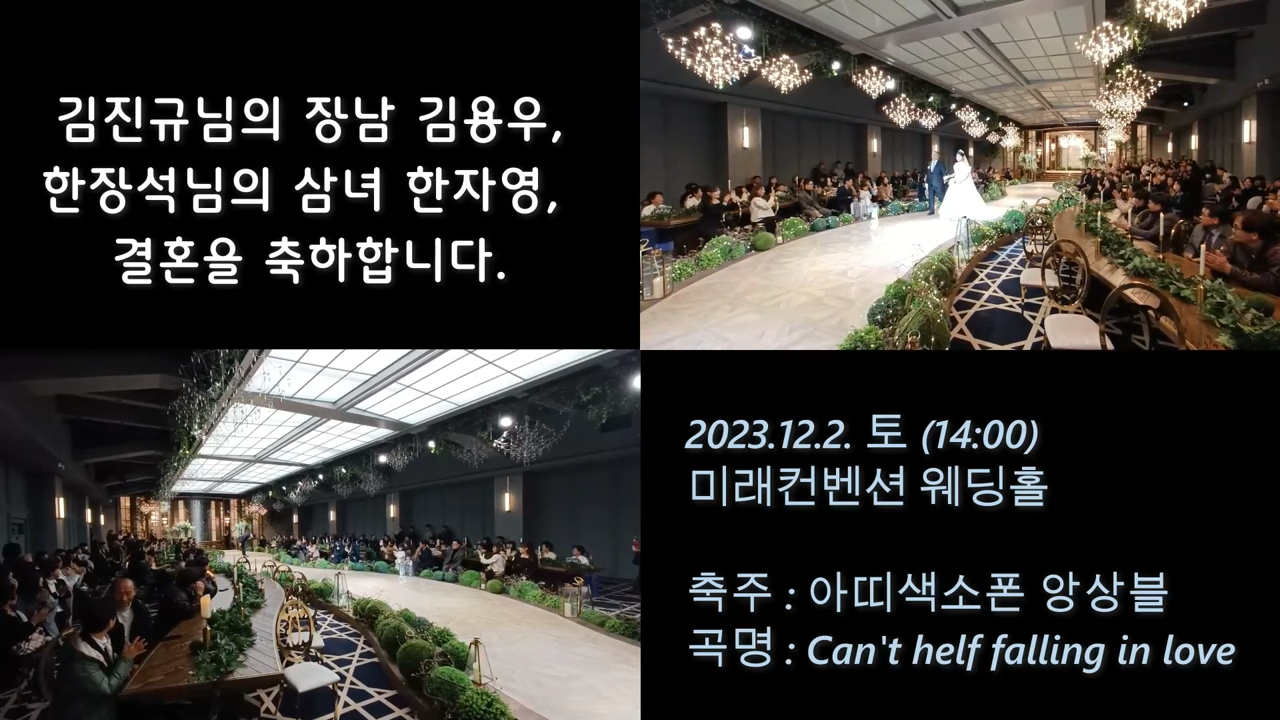 김진규님의 장남 김용우,
한장석님의 삼녀 한자영,
결혼을 축하합니다.
2023.12.2. 토 (14:00)
미래컨벤션 웨딩홀
축주 : 아띠색소폰 앙상블
곡명 : Can't helf falling in love